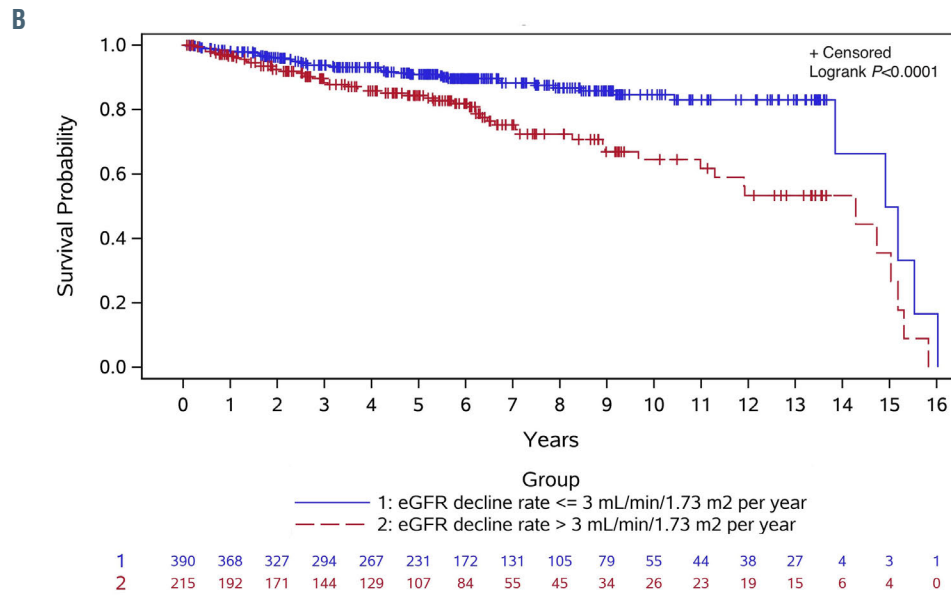 B
+ Censored
Logrank P<0.0001
Survival Probability
1.0
0.8
0.6
0.4
0.2
0.0
0 1 2 3 4 5 6 7 8 9 10 11 12 13 14 15 16
Years
Group
1: eGFR decline rate <= 3 mL/min/1.73 m2 per year
2: eGFR decline rate > 3 mL/min/1.73 m2 per year
1 390 368 327 294 267 231 172 131 105 79 55 44 38 27 4 3 1
2 215 192 171 144 129 107 84 55 45 34 26 23 19 15 6 4 0